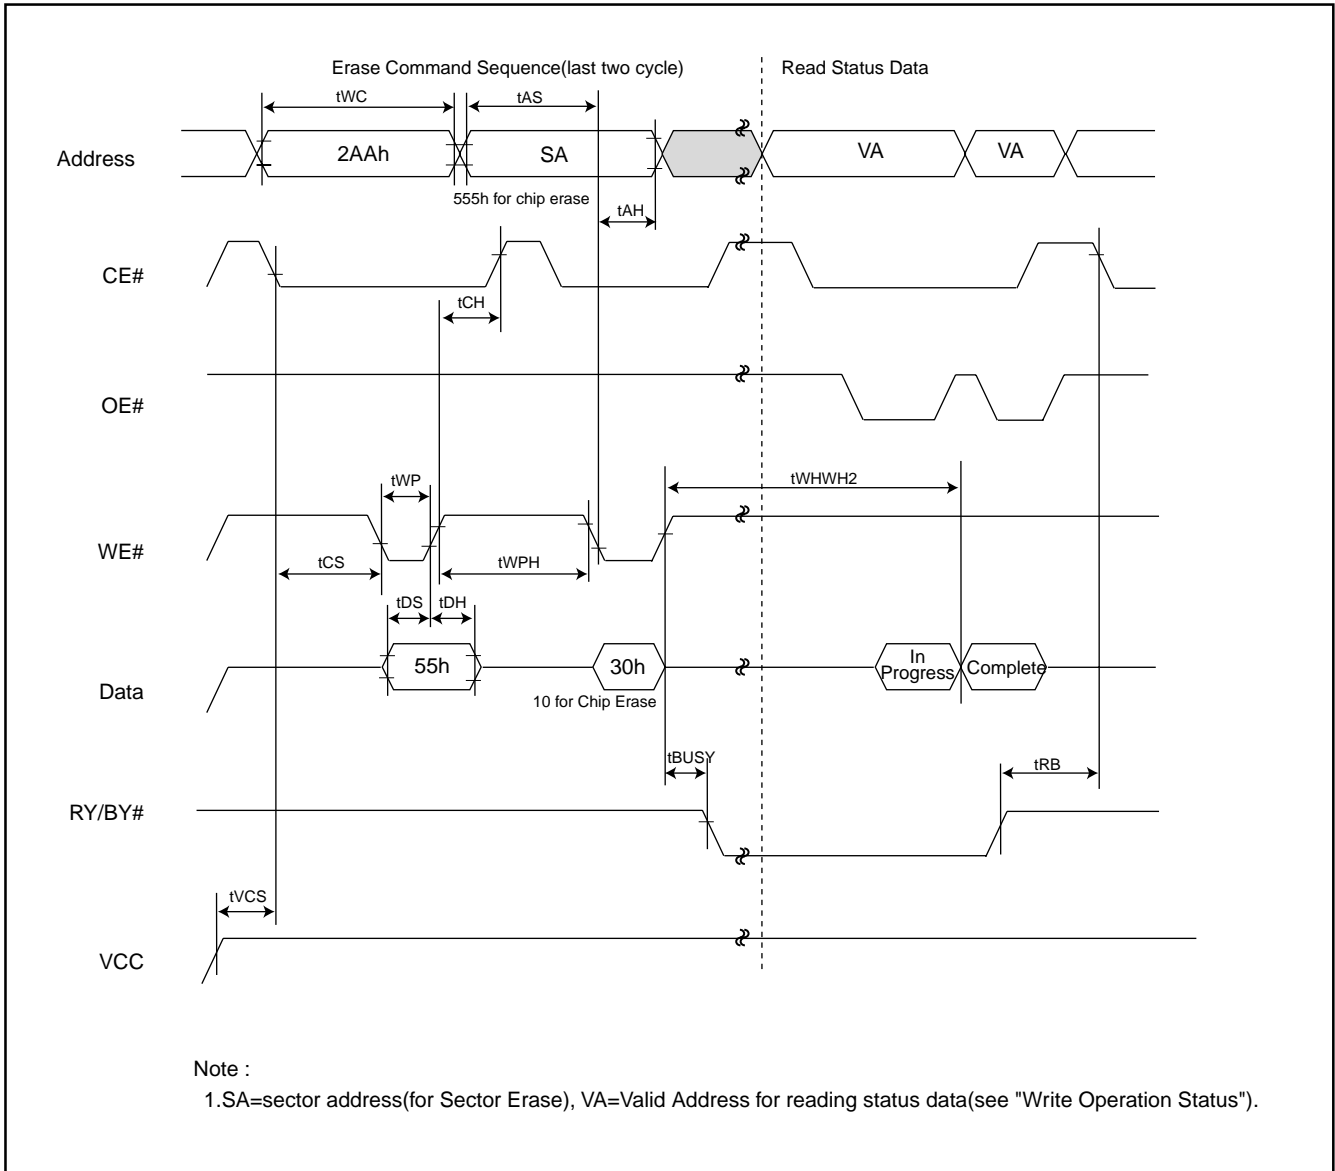 Erase Command Sequence(last two cycle)
Read Status Data
tWC
tAS
Address
2AAh
SA
VA
VA
555h for chip erase
tAH
CE#
tCH
OE#
tWP
tWHWH2
WE#
tCS
tWPH
tDS
tDH
55h
30h
In
Progress
Complete
Data
10 for Chip Erase
tBUSY
tRB
RY/BY#
tVCS
VCC
Note :
1.SA=sector address(for Sector Erase), VA=Valid Address for reading status data(see "Write Operation Status").